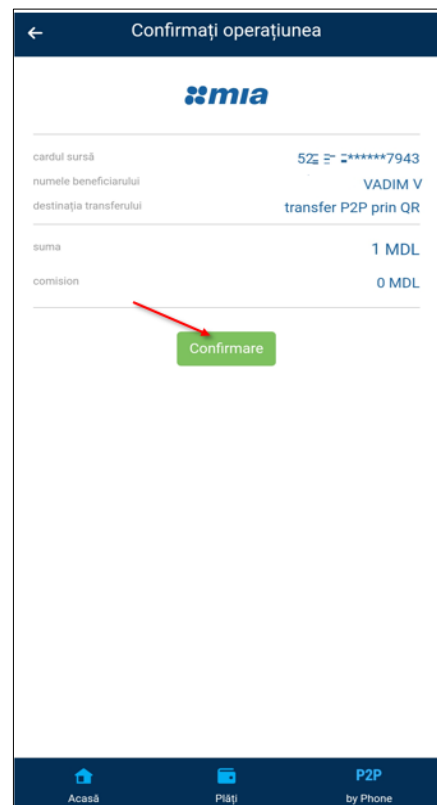 Confirmați operațiunea
mia
cardul sursă ******7943
numele beneficiarului VADIM V
destinația transferului transfer P2P prin QR
suma 1 MDL
comision 0 MDL
Confirmare
Acasă Plăți P2P by Phone